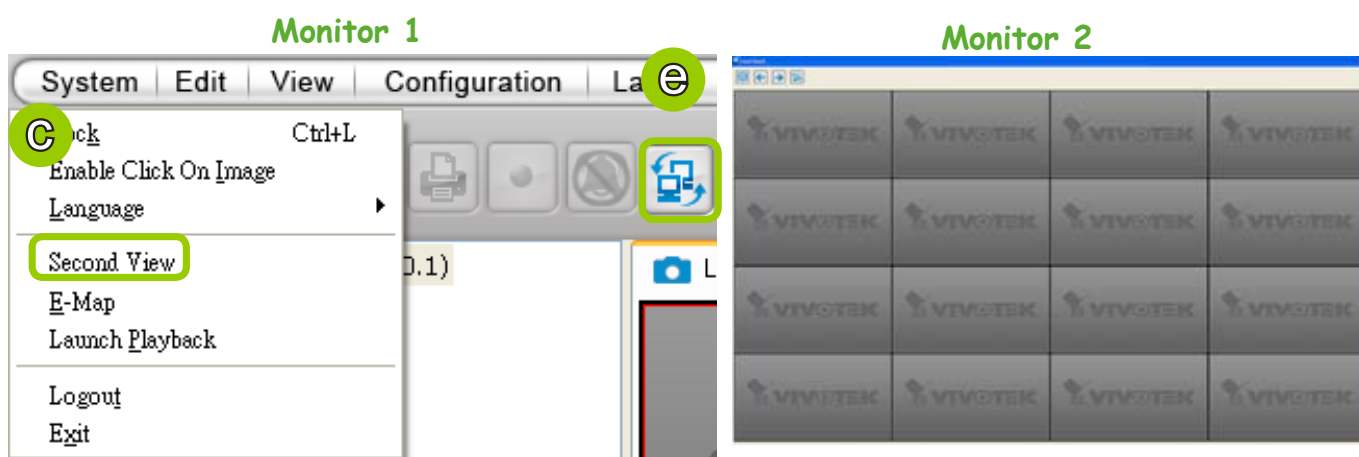 Monitor 1
Monitor 2
System Edit View Configuration La
e
C
ock Ctrl+L
Enable Click On Image
Language
Second View
0.1)
L
E-Map
Launch Playback
Logout
Exit
VIVOTEK VIVOTEK VIVOTEK VIVOTEK
VIVOTEK VIVOTEK VIVOTEK VIVOTEK
VIVOTEK VIVOTEK VIVOTEK VIVOTEK
VIVOTEK VIVOTEK VIVOTEK VIVOTEK